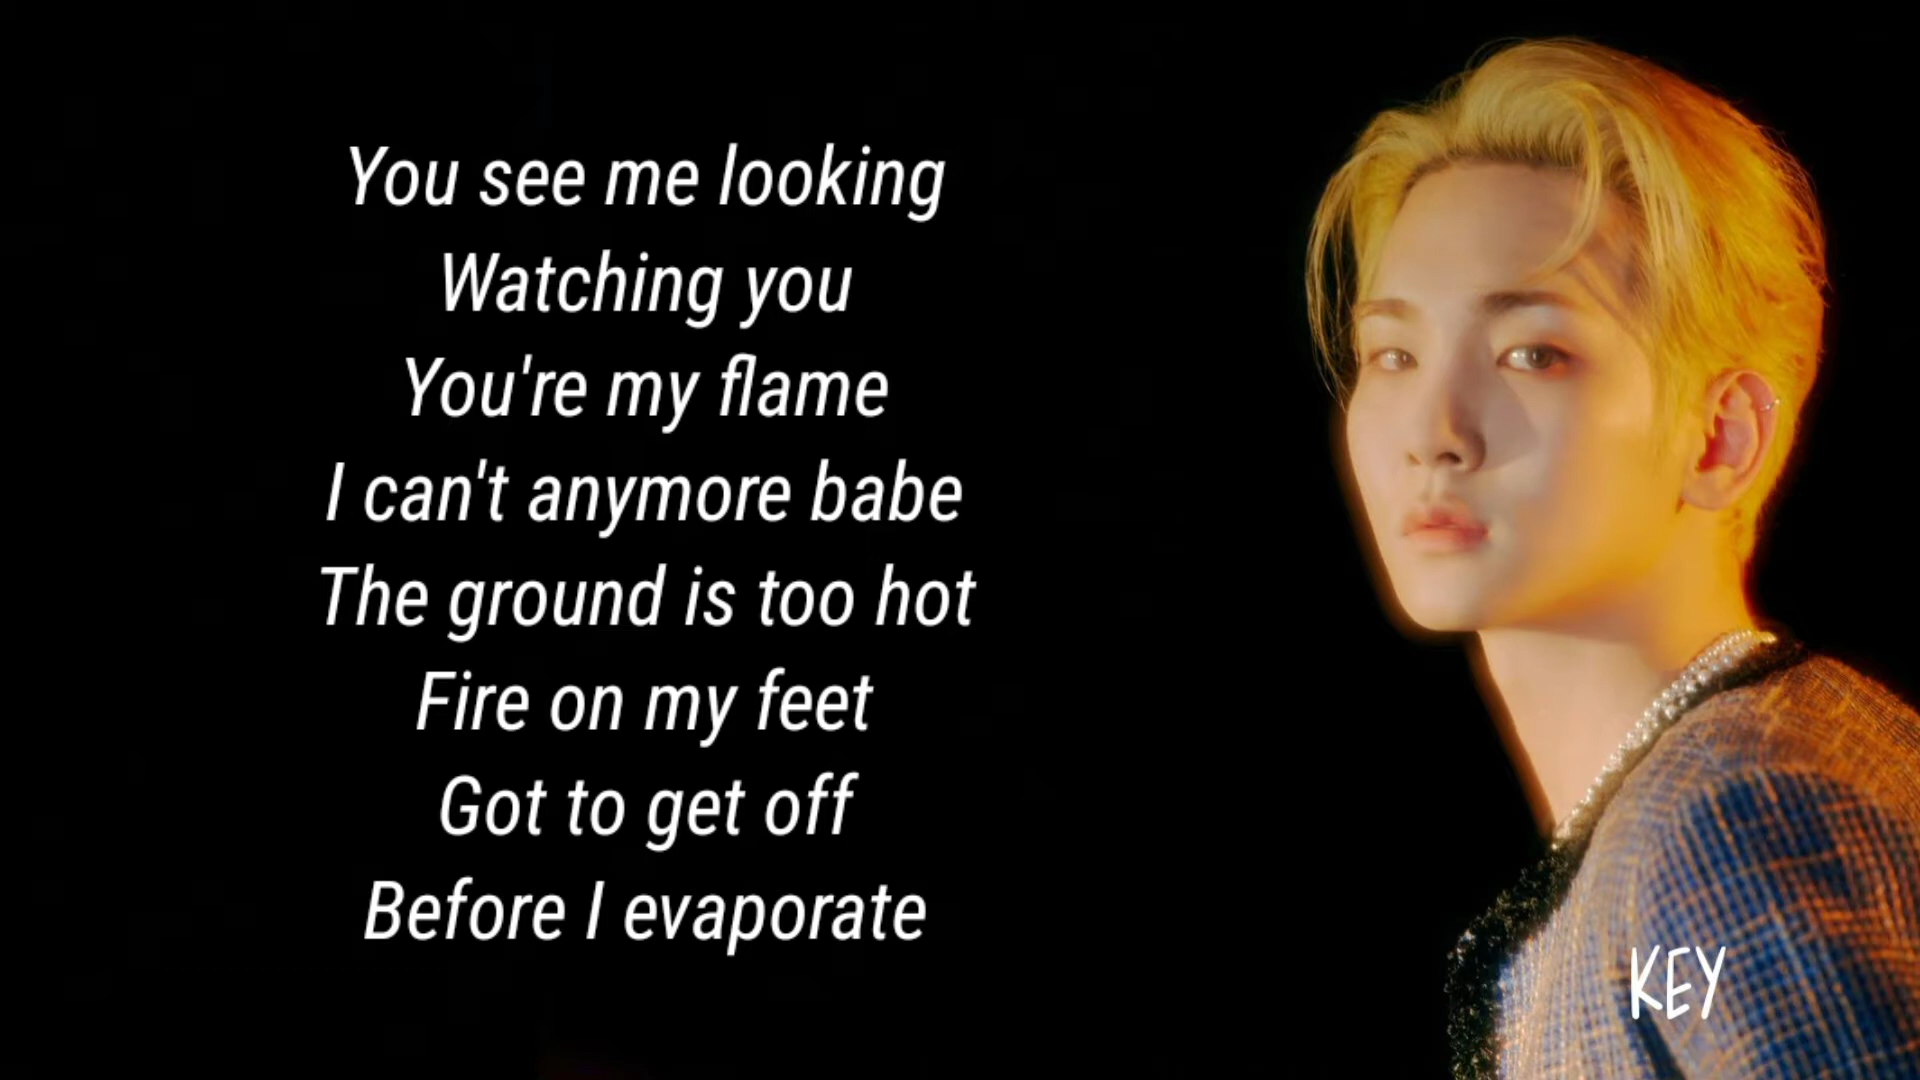 You see me looking
Watching you
You're my flame
I can't anymore babe
The ground is too hot
Fire on my feet
Got to get off
Before I evaporate
KEY